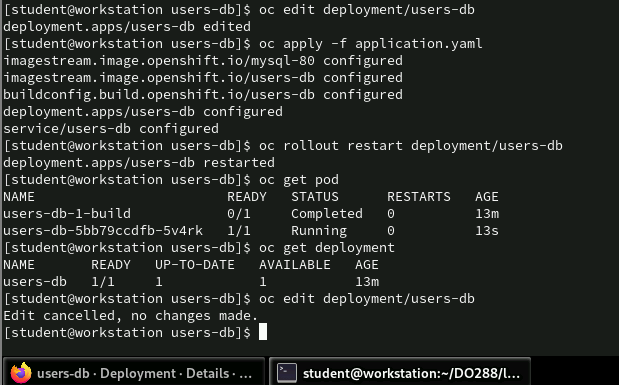 [student@workstation users-db]$ oc edit deployment/users-db
deployment.apps/users-db edited
[student@workstation users-db]$ oc apply -f application.yaml
imagestream.image.openshift.io/mysql-80 configured
imagestream.image.openshift.io/users-db configured
buildconfig.build.openshift.io/users-db configured
deployment.apps/users-db configured
service/users-db configured
[student@workstation users-db]$ oc rollout restart deployment/users-db
deployment.apps/users-db restarted
[student@workstation users-db]$ oc get pod
NAME                        READY   STATUS      RESTARTS   AGE
users-db-1-build            0/1     Completed   0          13m
users-db-5bb79ccdfb-5v4rk   1/1     Running     0          13s
[student@workstation users-db]$ oc get deployment
NAME       READY   UP-TO-DATE   AVAILABLE   AGE
users-db   1/1     1            1           13m
[student@workstation users-db]$ oc edit deployment/users-db
Edit cancelled, no changes made.
[student@workstation users-db]$
users-db · Deployment · Details · ...
student@workstation:~/DO288/l...